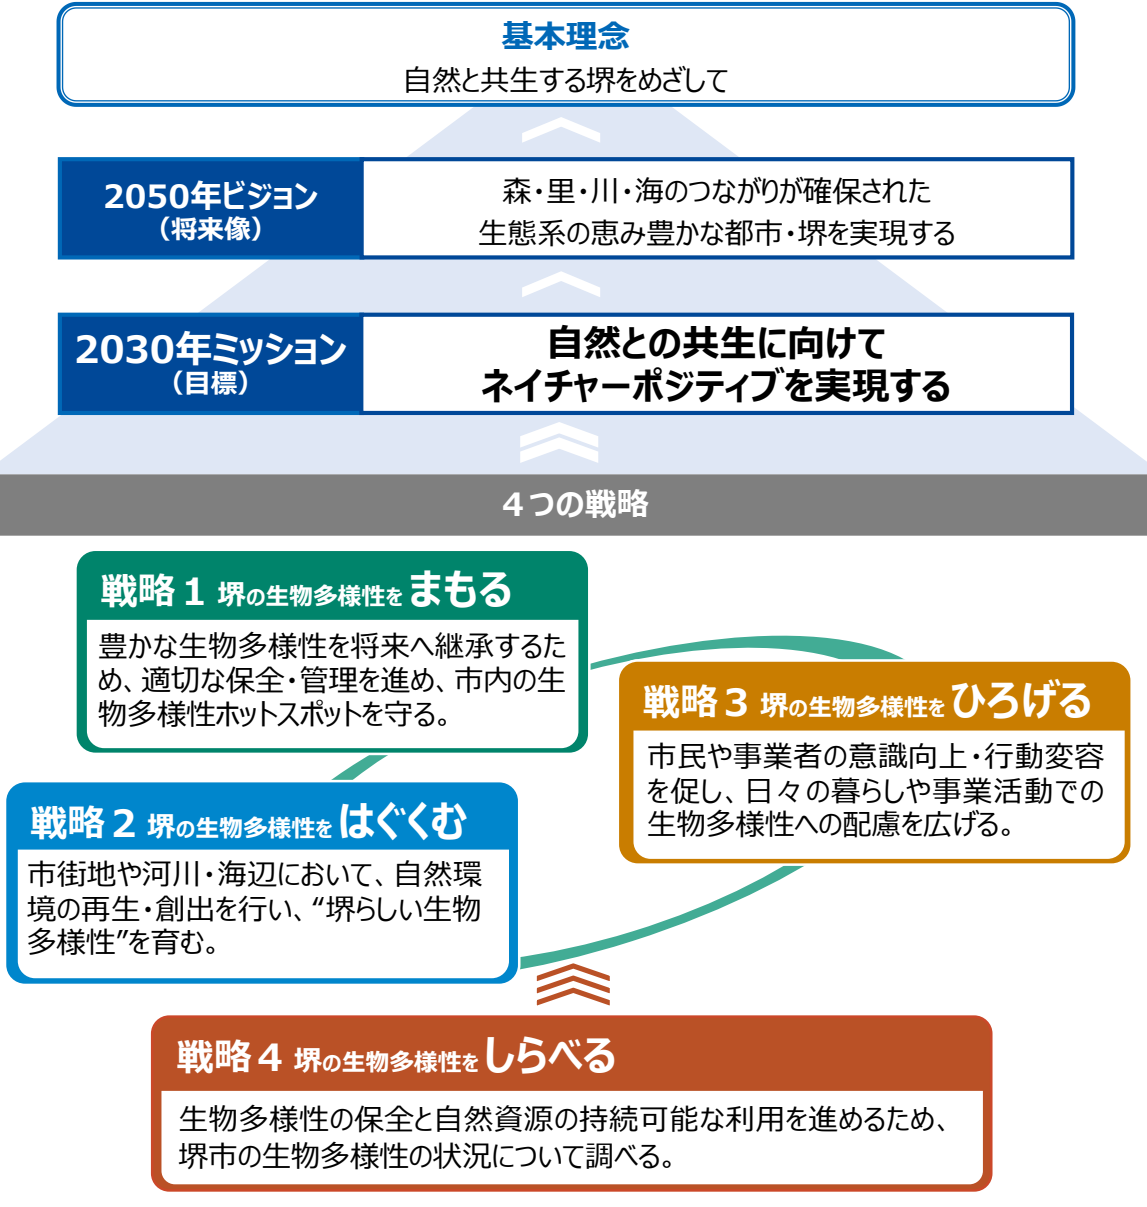 基本理念
自然と共生する堺をめざして
2050年ビジョン
（将来像）
森・里・川・海のつながりが確保された
生態系の恵み豊かな都市・堺を実現する
2030年ミッション
（目標）
自然との共生に向けて
ネイチャーポジティブを実現する
４つの戦略
戦略１ 堺の生物多様性をまもる
豊かな生物多様性を将来へ継承するた
め、適切な保全・管理を進め、市内の生
物多様性ホットスポットを守る。
戦略２ 堺の生物多様性をはぐくむ
市街地や河川・海辺において、自然環
境の再生・創出を行い、“堺らしい生物
多様性”を育む。
戦略３ 堺の生物多様性をひろげる
市民や事業者の意識向上・行動変容
を促し、日々の暮らしや事業活動での
生物多様性への配慮を広げる。
戦略４ 堺の生物多様性をしらべる
生物多様性の保全と自然資源の持続可能な利用を進めるため、
堺市の生物多様性の状況について調べる。